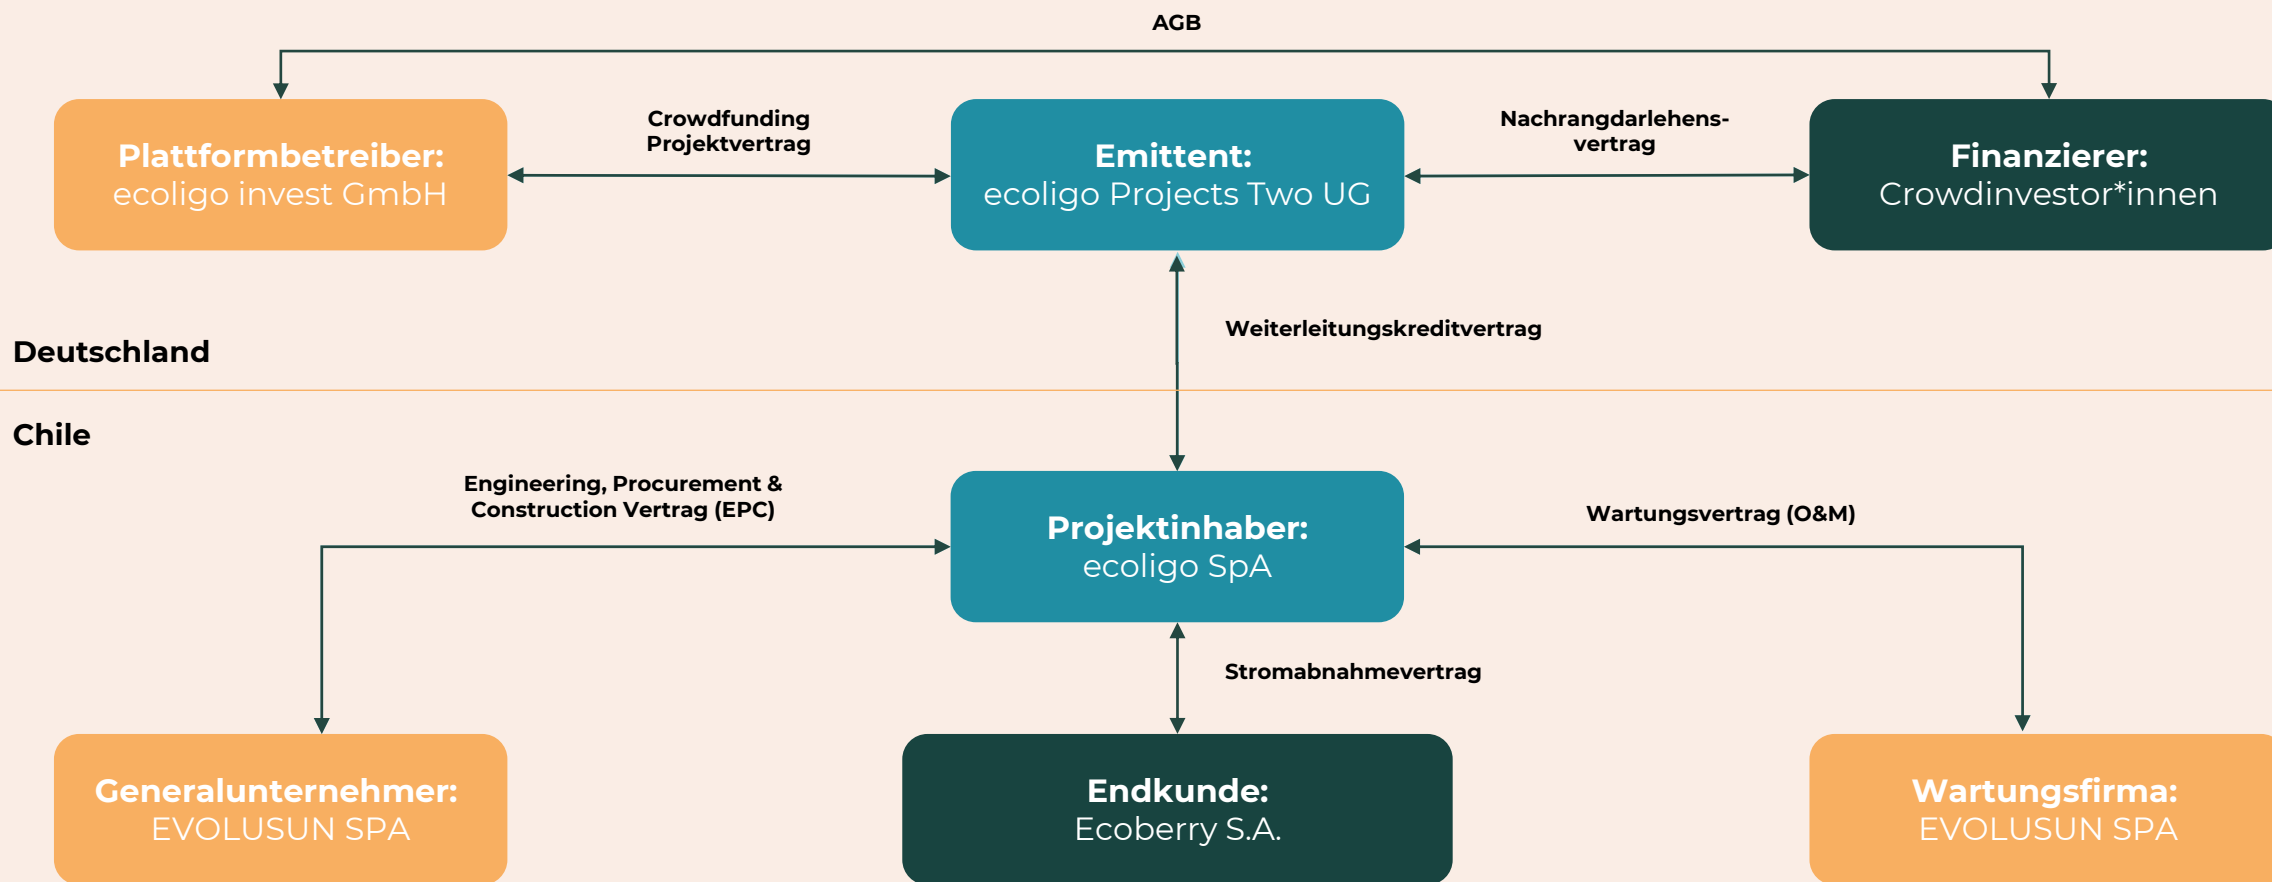 AGB
Crowdfunding
Projektvertrag
Nachrangdarlehens-
vertrag
Plattformbetreiber:
ecoligo invest GmbH
Emittent:
ecoligo Projects Two UG
Finanzierer:
Crowdinvestor*innen
Weiterleitungskreditvertrag
Deutschland
Chile
Engineering, Procurement &
Construction Vertrag (EPC)
Projektinhaber:
ecoligo SpA
Wartungsvertrag (O&M)
Stromabnahmevertrag
Generalunternehmer:
EVOLUSUN SPA
Endkunde:
Ecoberry S.A.
Wartungsfirma:
EVOLUSUN SPA